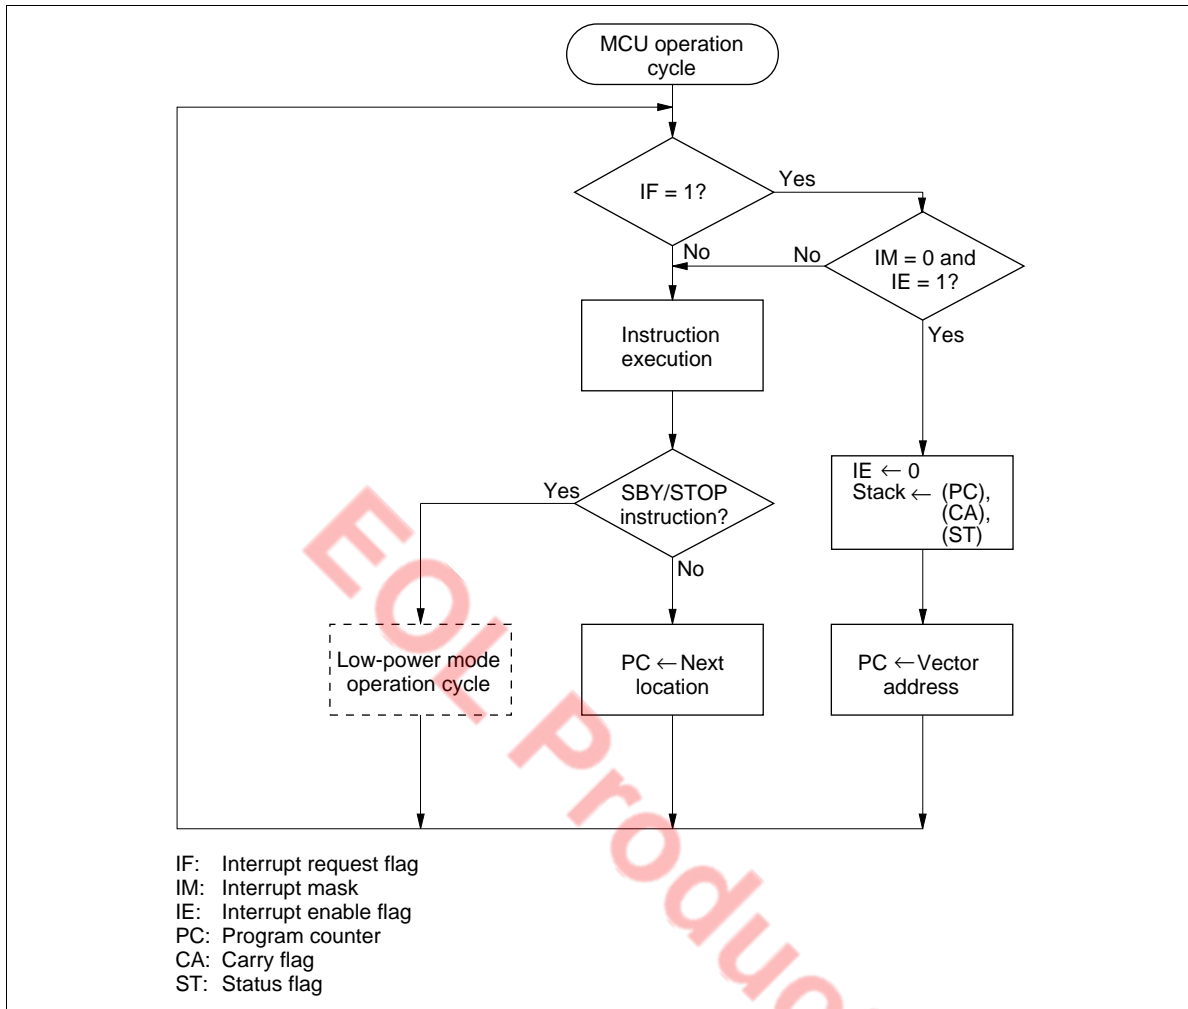 MCU operation
cycle
IF = 1?
Yes
No
IM = 0 and
IE = 1?
No
Yes
Instruction
execution
IE ← 0
Stack ← (PC),
(CA),
(ST)
SBY/STOP
instruction?
Yes
No
Low-power mode
operation cycle
PC ← Next
location
PC ← Vector
address
IF: Interrupt request flag
IM: Interrupt mask
IE: Interrupt enable flag
PC: Program counter
CA: Carry flag
ST: Status flag
EOL Produc